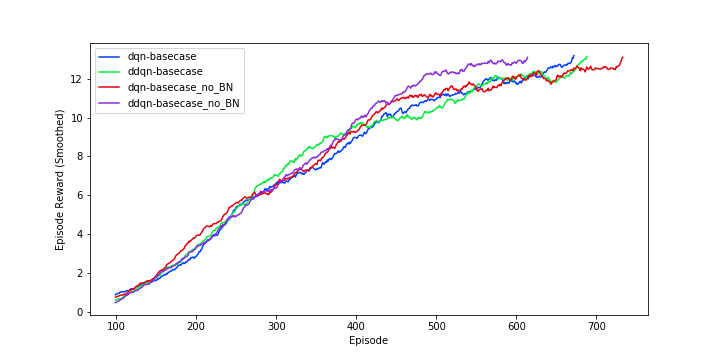 dqn-basecase
ddqn-basecase
dqn-basecase_no_BN
ddqn-basecase_no_BN
Episode Reward (Smoothed)
12
10
8
6
4
2
0
100 200 300 400 500 600 700
Episode